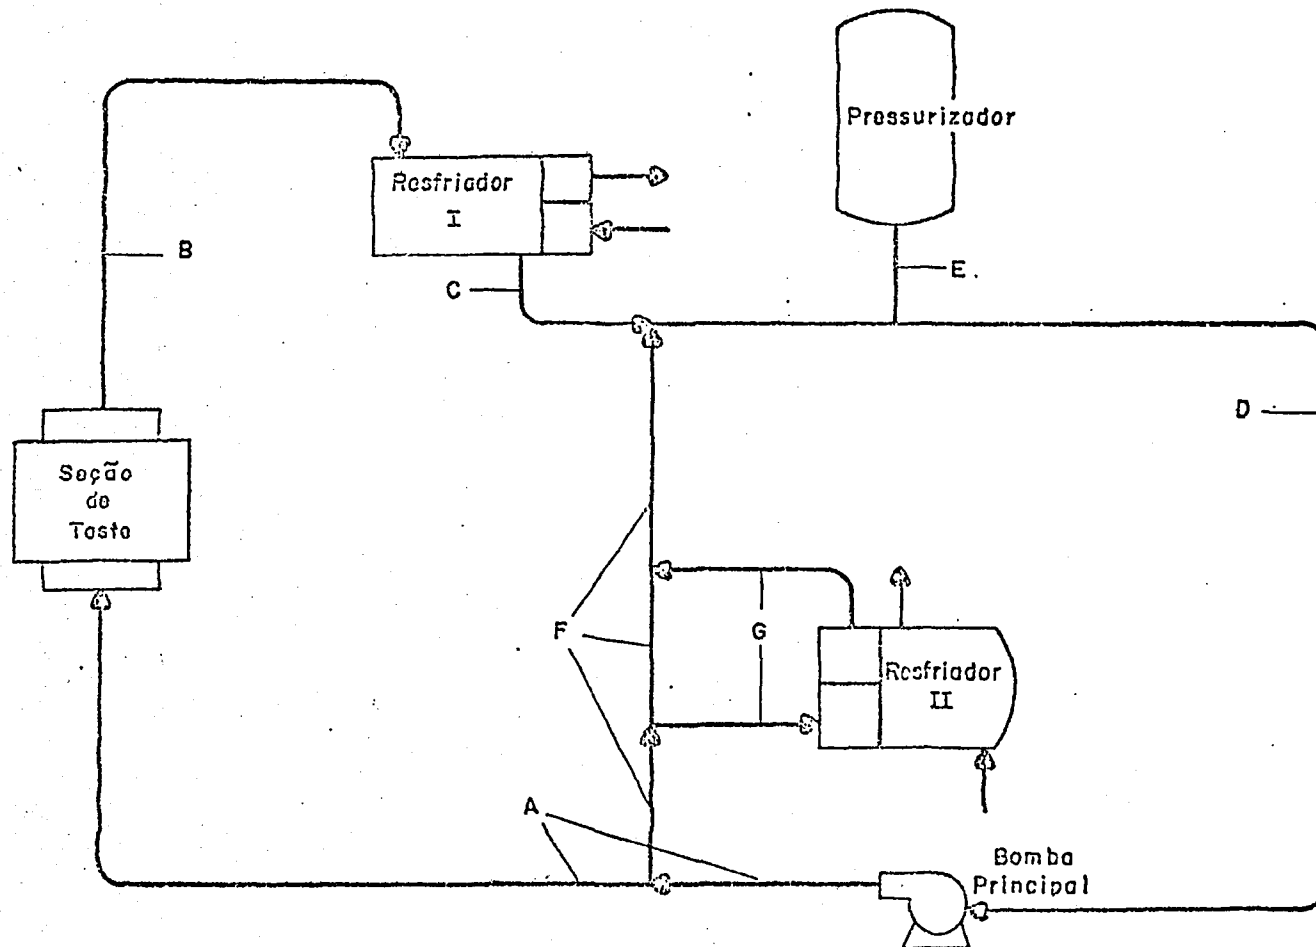 Pressurizador
Resfriador
I
B
C
E.
D
Seção
de
Teste
F
G
Resfriador
II
A
Bomba
Principal